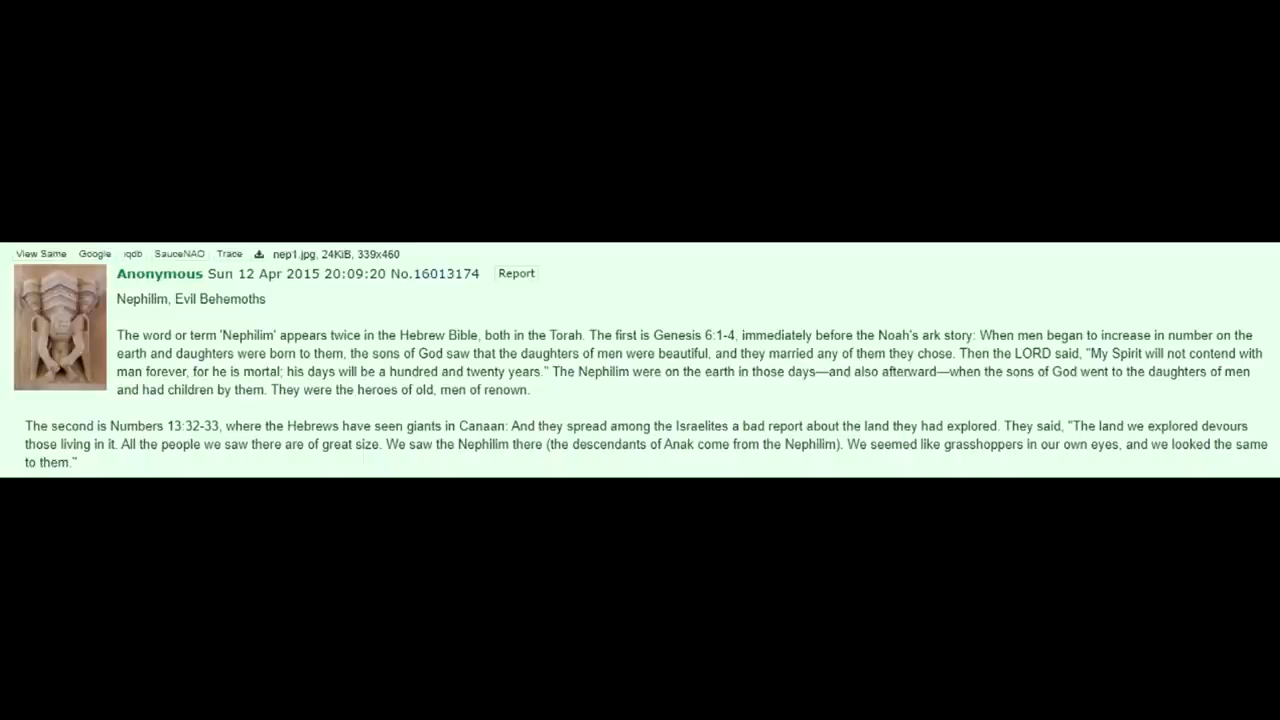 View Same Google iqdb SauceNAO Trace nep1.jpg, 24KiB, 339x460
Anonymous Sun 12 Apr 2015 20:09:20 No.16013174 Report
Nephilim, Evil Behemoths
The word or term 'Nephilim' appears twice in the Hebrew Bible, both in the Torah. The first is Genesis 6:1-4, immediately before the Noah's ark story: When men began to increase in number on the
earth and daughters were born to them, the sons of God saw that the daughters of men were beautiful, and they married any of them they chose. Then the LORD said, "My Spirit will not contend with
man forever, for he is mortal; his days will be a hundred and twenty years." The Nephilim were on the earth in those days—and also afterward—when the sons of God went to the daughters of men
and had children by them. They were the heroes of old, men of renown.
The second is Numbers 13:32-33, where the Hebrews have seen giants in Canaan: And they spread among the Israelites a bad report about the land they had explored. They said, "The land we explored devours
those living in it. All the people we saw there are of great size. We saw the Nephilim there (the descendants of Anak come from the Nephilim). We seemed like grasshoppers in our own eyes, and we looked the same
to them."